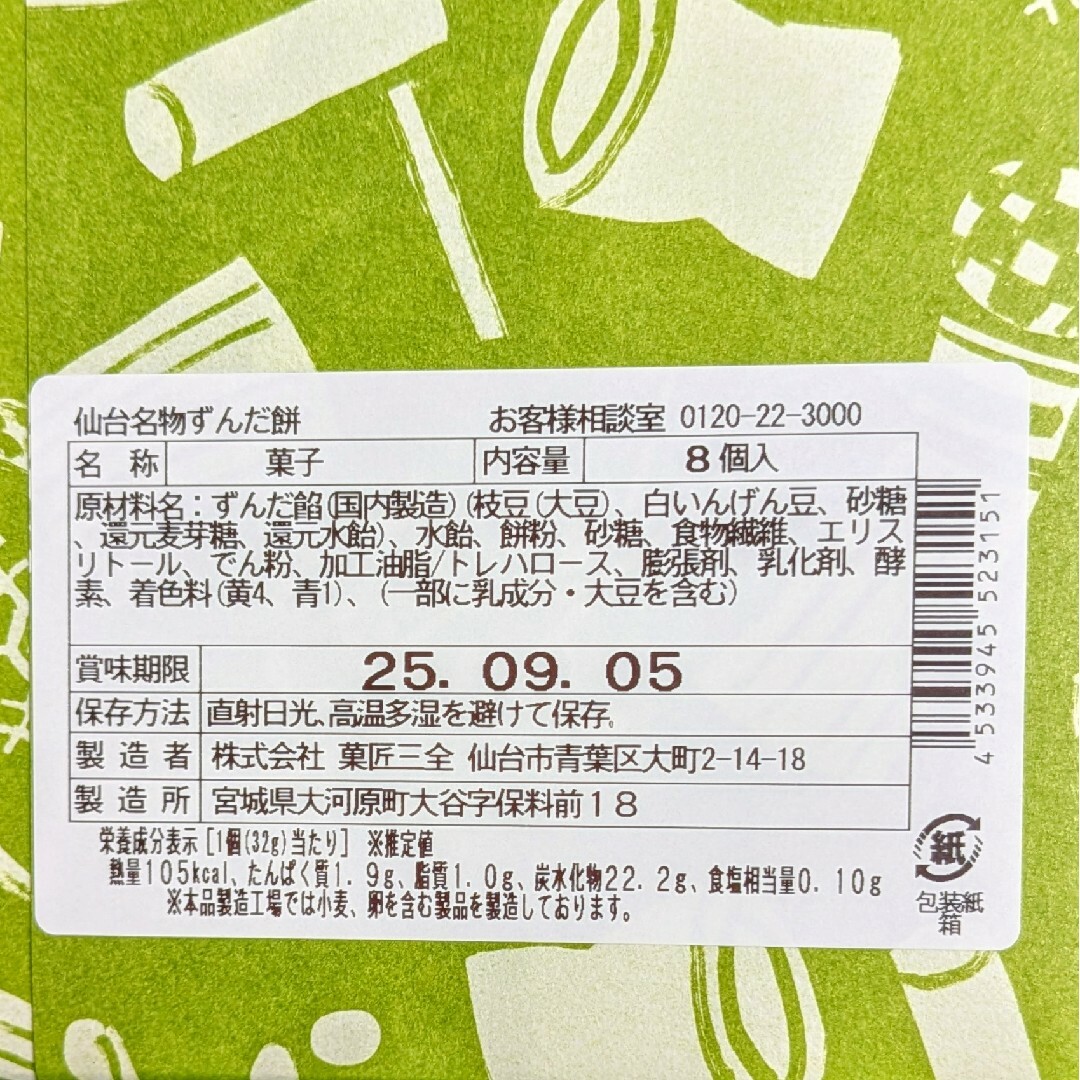 仙台名物ずんだ餅 お客様相談室 0120-22-3000
名 称 菓子 内容量 8個入
原材料名：ずんだ餡(国内製造)(枝豆(大豆)、白いんげん豆、砂糖
、還元麦芽糖、還元水飴)、水飴、餅粉、砂糖、食物繊維、エリス
リトール、でん粉、加工油脂/トレハロース、膨張剤、乳化剤、酵
素、着色料(黄4、青1)、(一部に乳成分・大豆を含む)
賞味期限 25. 09. 05
保存方法 直射日光、高温多湿を避けて保存。
製 造 者 株式会社 菓匠三全 仙台市青葉区大町2-14-18
製 造 所 宮城県大河原町大谷字保料前18
栄養成分表示［1個(32g)当たり］ ※推定値
熱量105kcal、たんぱく質1.9g、脂質1.0g、炭水化物22.2g、食塩相当量0.10g
※本品製造工場では小麦、卵を含む製品を製造しております。
4 533945 523151
紙
包装紙
箱